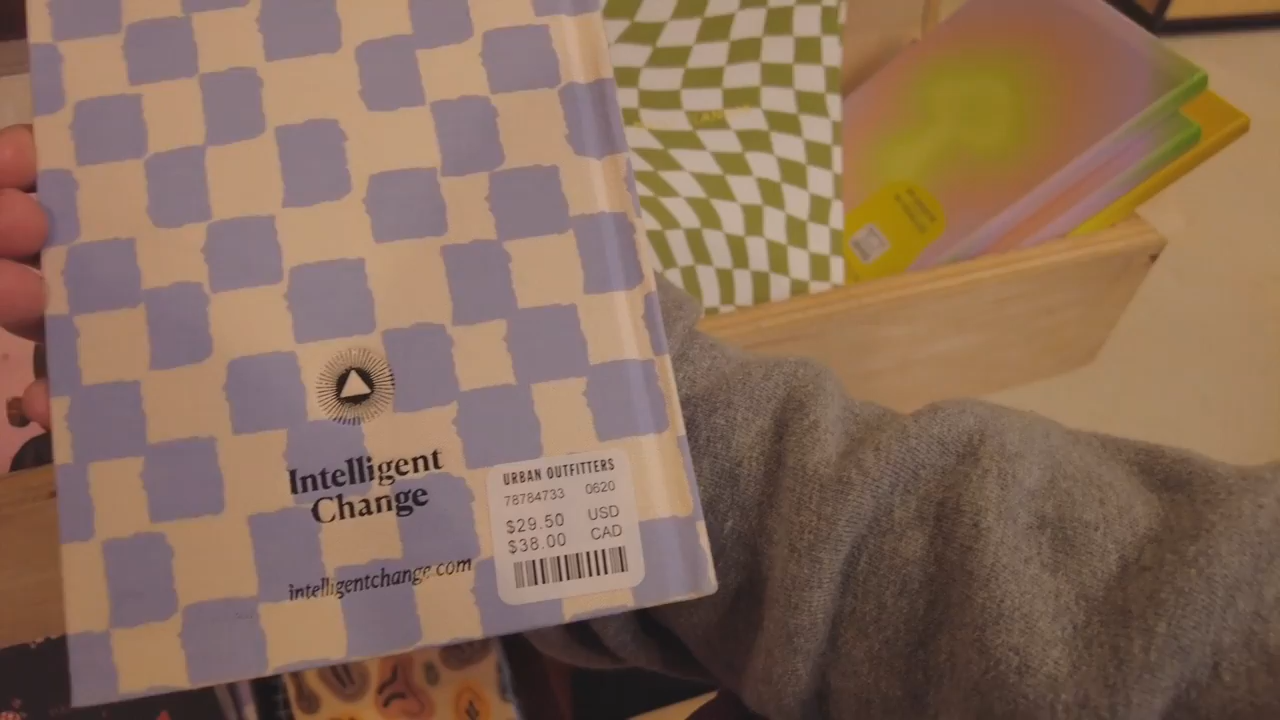 Intelligent
Change
intelligentchange.com
URBAN OUTFITTERS
78784733 0620
$29.50 USD
$38.00 CAD